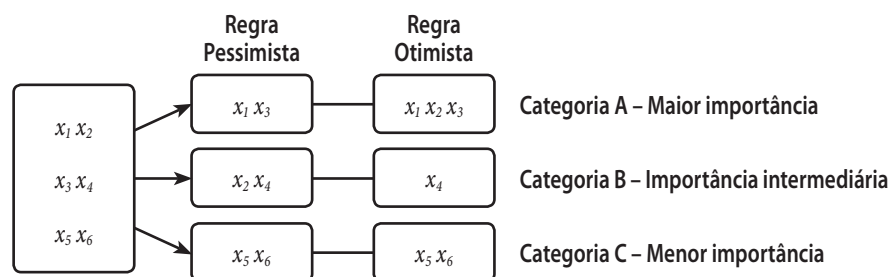 Regra Pessimista
Regra Otimista
x₁ x₂
x₃ x₄
x₅ x₆
x₁ x₃
x₁ x₂ x₃
Categoria A – Maior importância
x₂ x₄
x₄
Categoria B – Importância intermediária
x₅ x₆
x₅ x₆
Categoria C – Menor importância